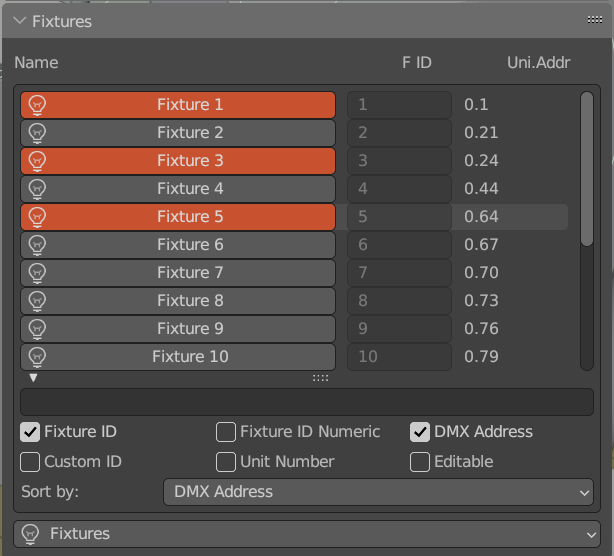 Fixtures
Name F ID Uni.Addr
Fixture 1 1 0.1
Fixture 2 2 0.21
Fixture 3 3 0.24
Fixture 4 4 0.44
Fixture 5 5 0.64
Fixture 6 6 0.67
Fixture 7 7 0.70
Fixture 8 8 0.73
Fixture 9 9 0.76
Fixture 10 10 0.79
Fixture ID Fixture ID Numeric DMX Address
Custom ID Unit Number Editable
Sort by: DMX Address
Fixtures